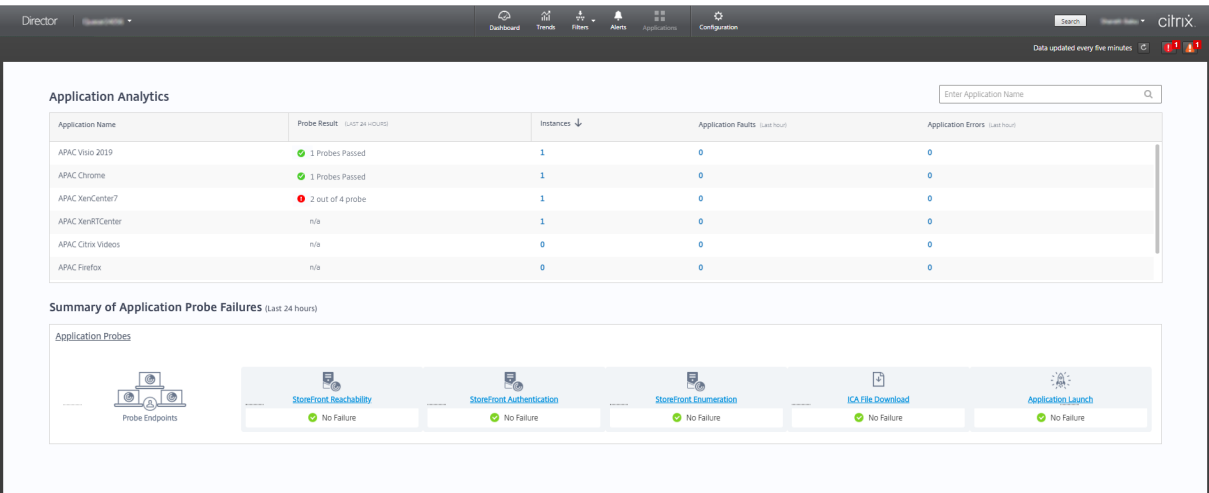 Director
Dashboard Trends Filters Alerts Applications Configuration
Search
citrix
Data updated every five minutes
1 1
Application Analytics
Enter Application Name
Application Name Probe Result (LAST 24 HOURS) Instances Application Faults (Last hour) Application Errors (Last hour)
APAC Visio 2019 1 Probes Passed 1 0 0
APAC Chrome 1 Probes Passed 1 0 0
APAC XenCenter7 2 out of 4 probe 1 0 0
APAC XenRTCenter n/a 1 0 0
APAC Citrix Videos n/a 0 0 0
APAC Firefox n/a 0 0 0
Summary of Application Probe Failures (Last 24 hours)
Application Probes
Probe Endpoints
StoreFront Reachability StoreFront Authentication StoreFront Enumeration ICA File Download Application Launch
No Failure No Failure No Failure No Failure No Failure